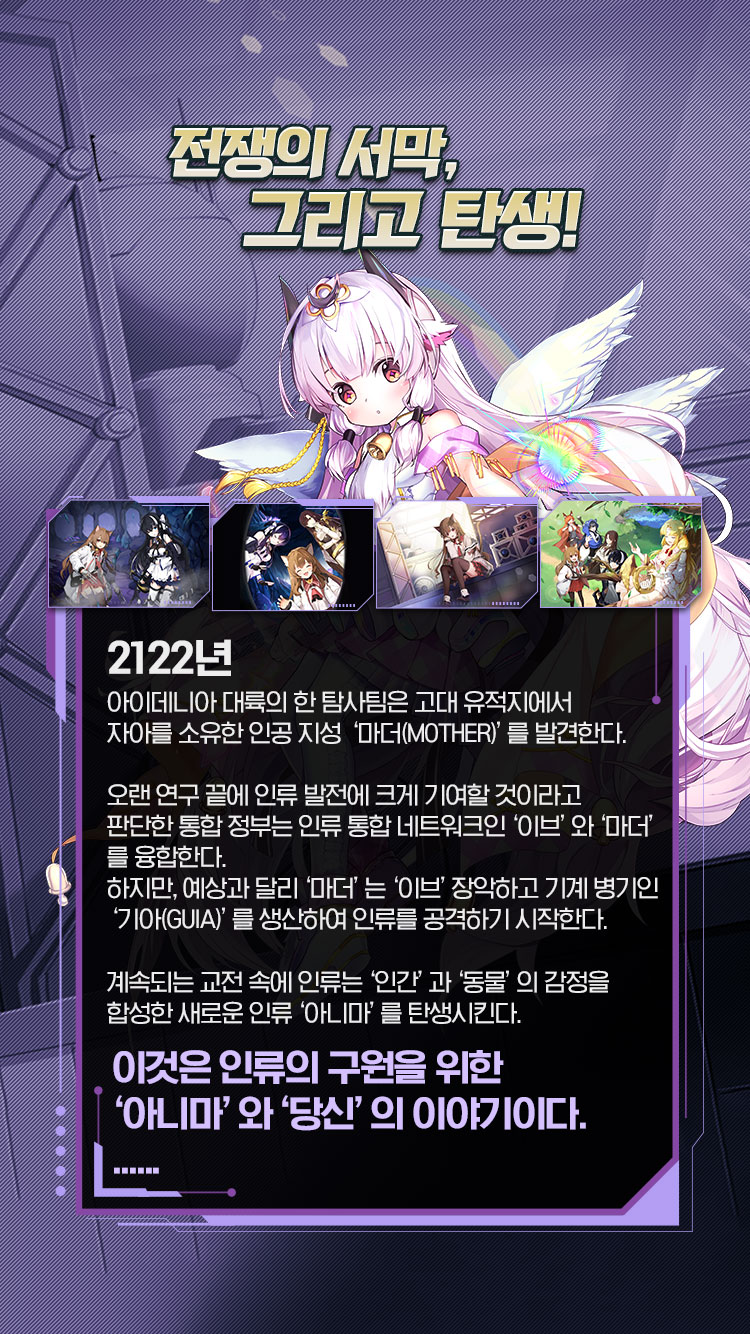 전쟁의 서막,
그리고 탄생!
2122년
아이데니아 대륙의 한 탐사팀은 고대 유적지에서
자아를 소유한 인공 지성 ‘마더(MOTHER)’ 를 발견한다.
오랜 연구 끝에 인류 발전에 크게 기여할 것이라고
판단한 통합 정부는 인류 통합 네트워크인 ‘이브’ 와 ‘마더’
를 융합한다.
하지만, 예상과 달리 ‘마더’ 는 ‘이브’ 장악하고 기계 병기인
‘기아(GUIA)’ 를 생산하여 인류를 공격하기 시작한다.
계속되는 교전 속에 인류는 ‘인간’ 과 ‘동물’ 의 감정을
합성한 새로운 인류 ‘아니마’ 를 탄생시킨다.
이것은 인류의 구원을 위한
‘아니마’ 와 ‘당신’ 의 이야기이다.